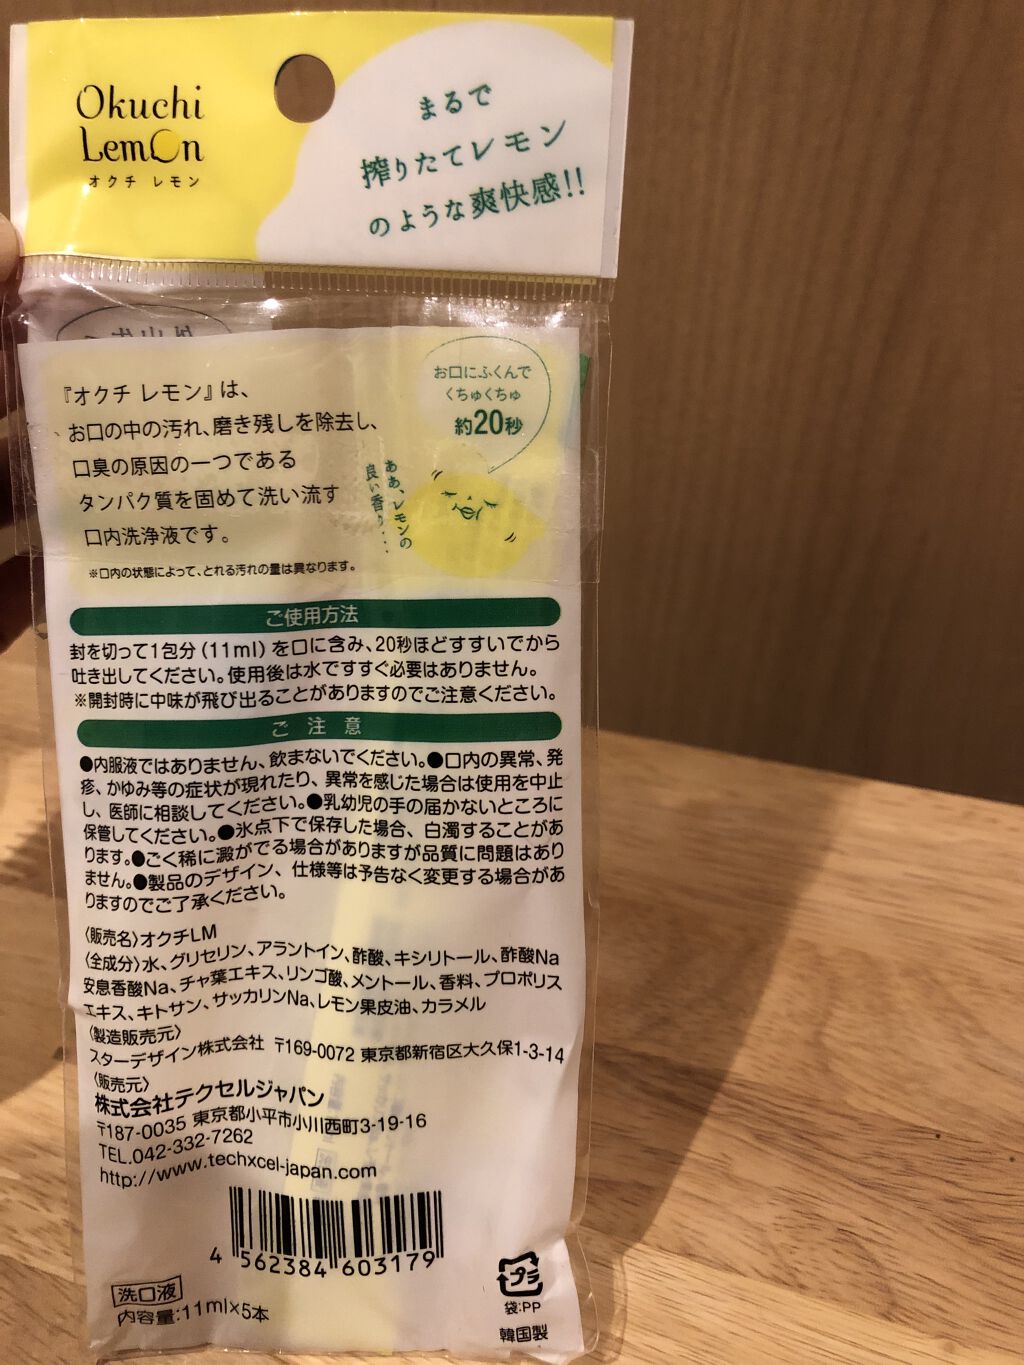 Okuchi
Lemon
オクチ レモン
まるで
搾りたてレモン
のような爽快感!!
『オクチ レモン』は、
お口の中の汚れ、磨き残しを除去し、
口臭の原因の一つである
タンパク質を固めて洗い流す
口内洗浄液です。
※口内の状態によって、とれる汚れの量は異なります。
お口にふくんで
くちゅくちゅ
約20秒
ああ、レモンの
良い香り・・・
ご使用方法
封を切って1包分(11ml)を口に含み、20秒ほどすすいでから
吐き出してください。使用後は水ですすぐ必要はありません。
※開封時に中味が飛び出ることがありますのでご注意ください。
ご注意
●内服液ではありません、飲まないでください。●口内の異常、発
疹、かゆみ等の症状が現れたり、異常を感じた場合は使用を中止
し、医師に相談してください。●乳幼児の手の届かないところに
保管してください。●氷点下で保存した場合、白濁することがあ
ります。●ごく稀に澱がでる場合がありますが品質に問題はあり
ません。●製品のデザイン、仕様等は予告なく変更する場合があ
りますのでご了承ください。
〈販売名〉オクチLM
〈全成分〉水、グリセリン、アラントイン、酢酸、キシリトール、酢酸Na
安息香酸Na、チャ葉エキス、リンゴ酸、メントール、香料、プロポリス
エキス、キトサン、サッカリンNa、レモン果皮油、カラメル
〈製造販売元〉
スターデザイン株式会社 〒169-0072 東京都新宿区大久保1-3-14
〈販売元〉
株式会社テクセルジャパン
〒187-0035 東京都小平市小川西町3-19-16
TEL.042-332-7262
http://www.techxcel-japan.com
4 562384 603179
洗口液
内容量:11ml×5本
プラ
袋:PP
韓国製